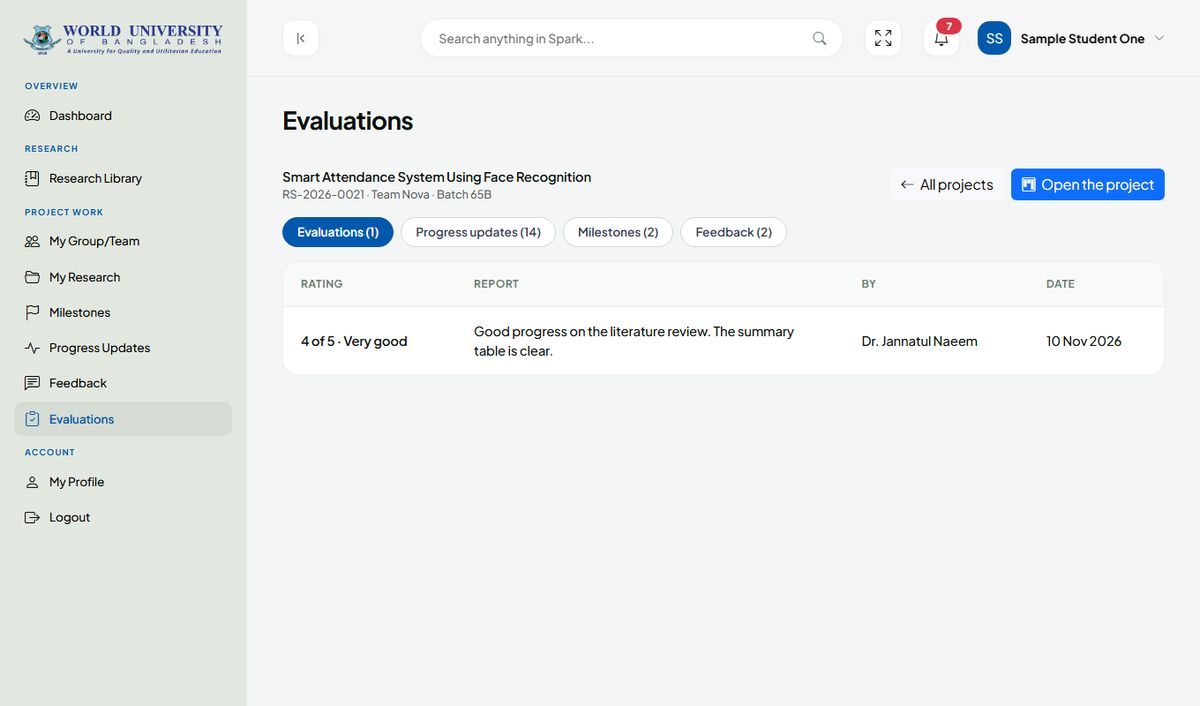 WORLD UNIVERSITY
OF BANGLADESH
A University for Quality and Utilitarian Education
Search anything in Spark...
7
SS
Sample Student One
OVERVIEW
Dashboard
RESEARCH
Research Library
PROJECT WORK
My Group/Team
My Research
Milestones
Progress Updates
Feedback
Evaluations
ACCOUNT
My Profile
Logout
Evaluations
Smart Attendance System Using Face Recognition
RS-2026-0021 · Team Nova · Batch 65B
← All projects
Open the project
Evaluations (1)
Progress updates (14)
Milestones (2)
Feedback (2)
RATING REPORT BY DATE
4 of 5 · Very good
Good progress on the literature review. The summary
table is clear.
Dr. Jannatul Naeem
10 Nov 2026